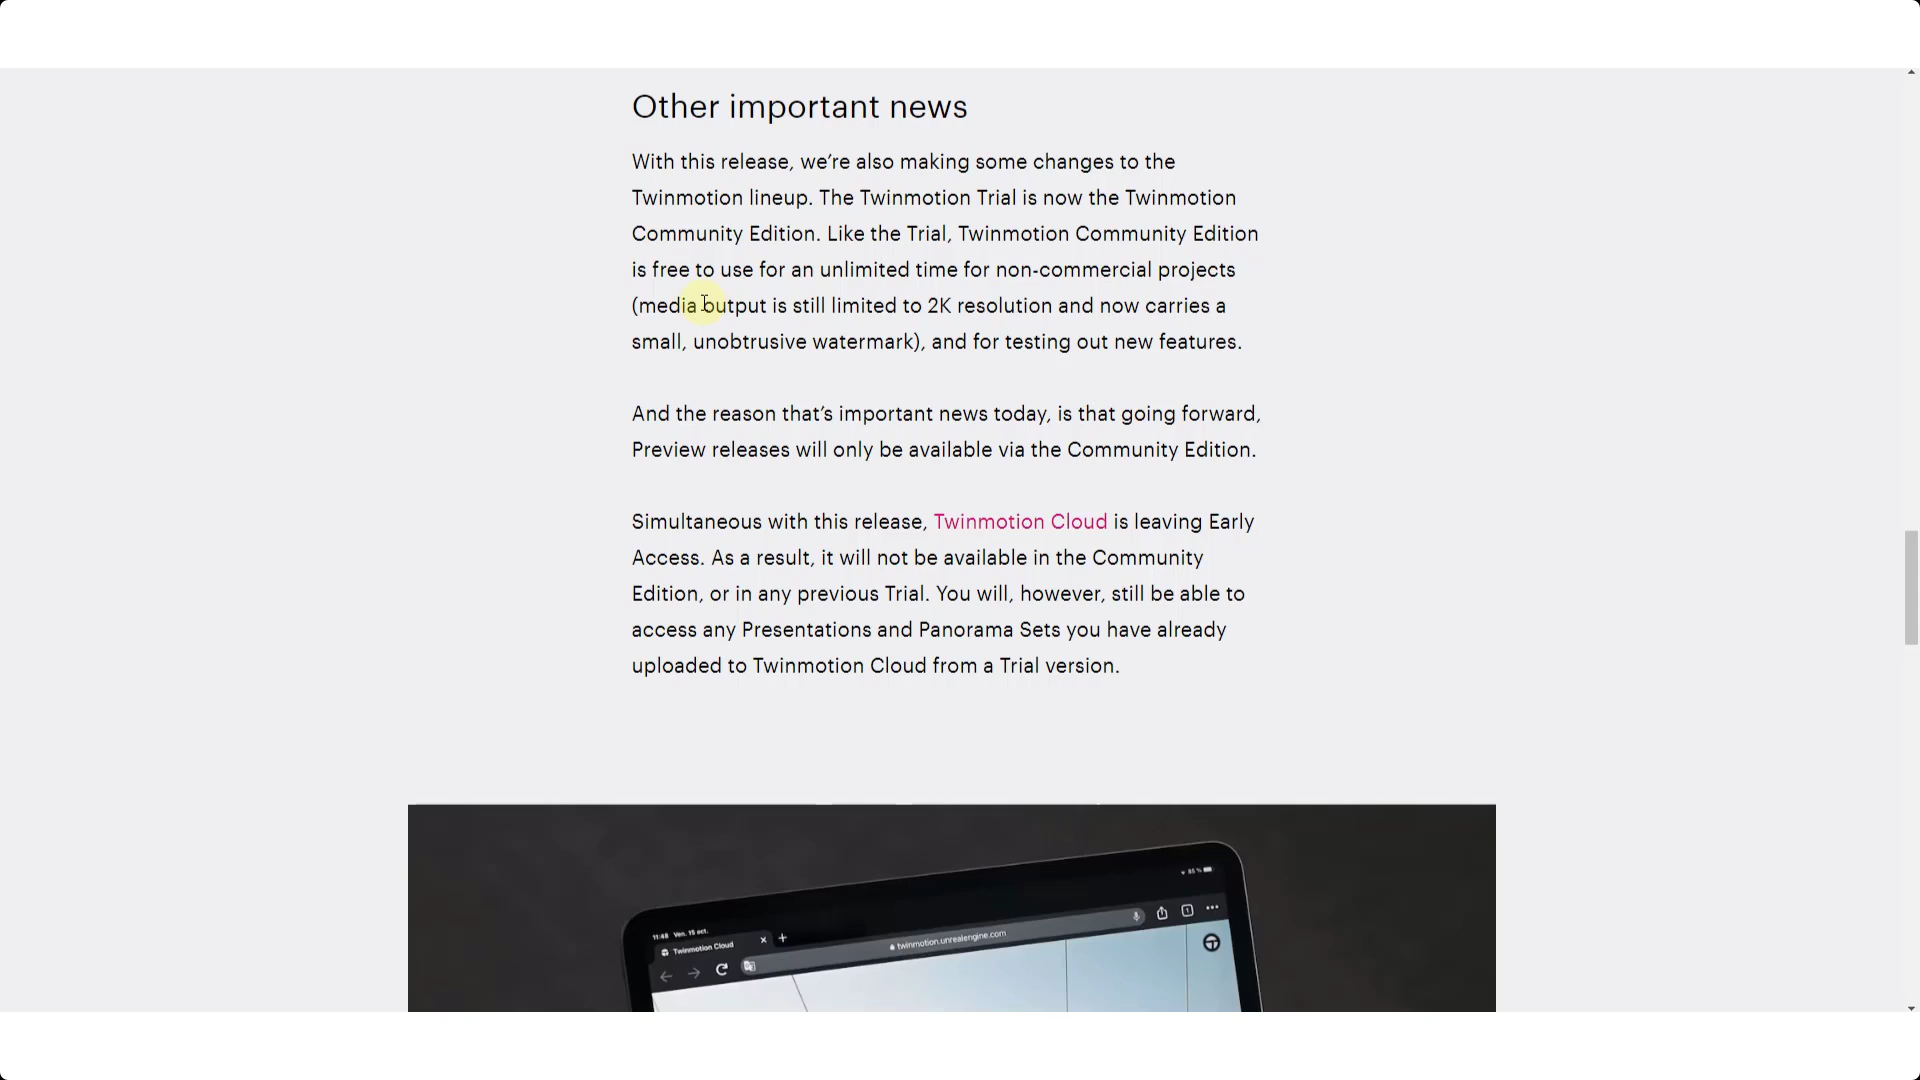 Other important news
With this release, we’re also making some changes to the
Twinmotion lineup. The Twinmotion Trial is now the Twinmotion
Community Edition. Like the Trial, Twinmotion Community Edition
is free to use for an unlimited time for non-commercial projects
(media output is still limited to 2K resolution and now carries a
small, unobtrusive watermark), and for testing out new features.
And the reason that’s important news today, is that going forward,
Preview releases will only be available via the Community Edition.
Simultaneous with this release, Twinmotion Cloud is leaving Early
Access. As a result, it will not be available in the Community
Edition, or in any previous Trial. You will, however, still be able to
access any Presentations and Panorama Sets you have already
uploaded to Twinmotion Cloud from a Trial version.
11:48 Ven. 15 oct.
85 %
Twinmotion Cloud
twinmotion.unrealengine.com
1